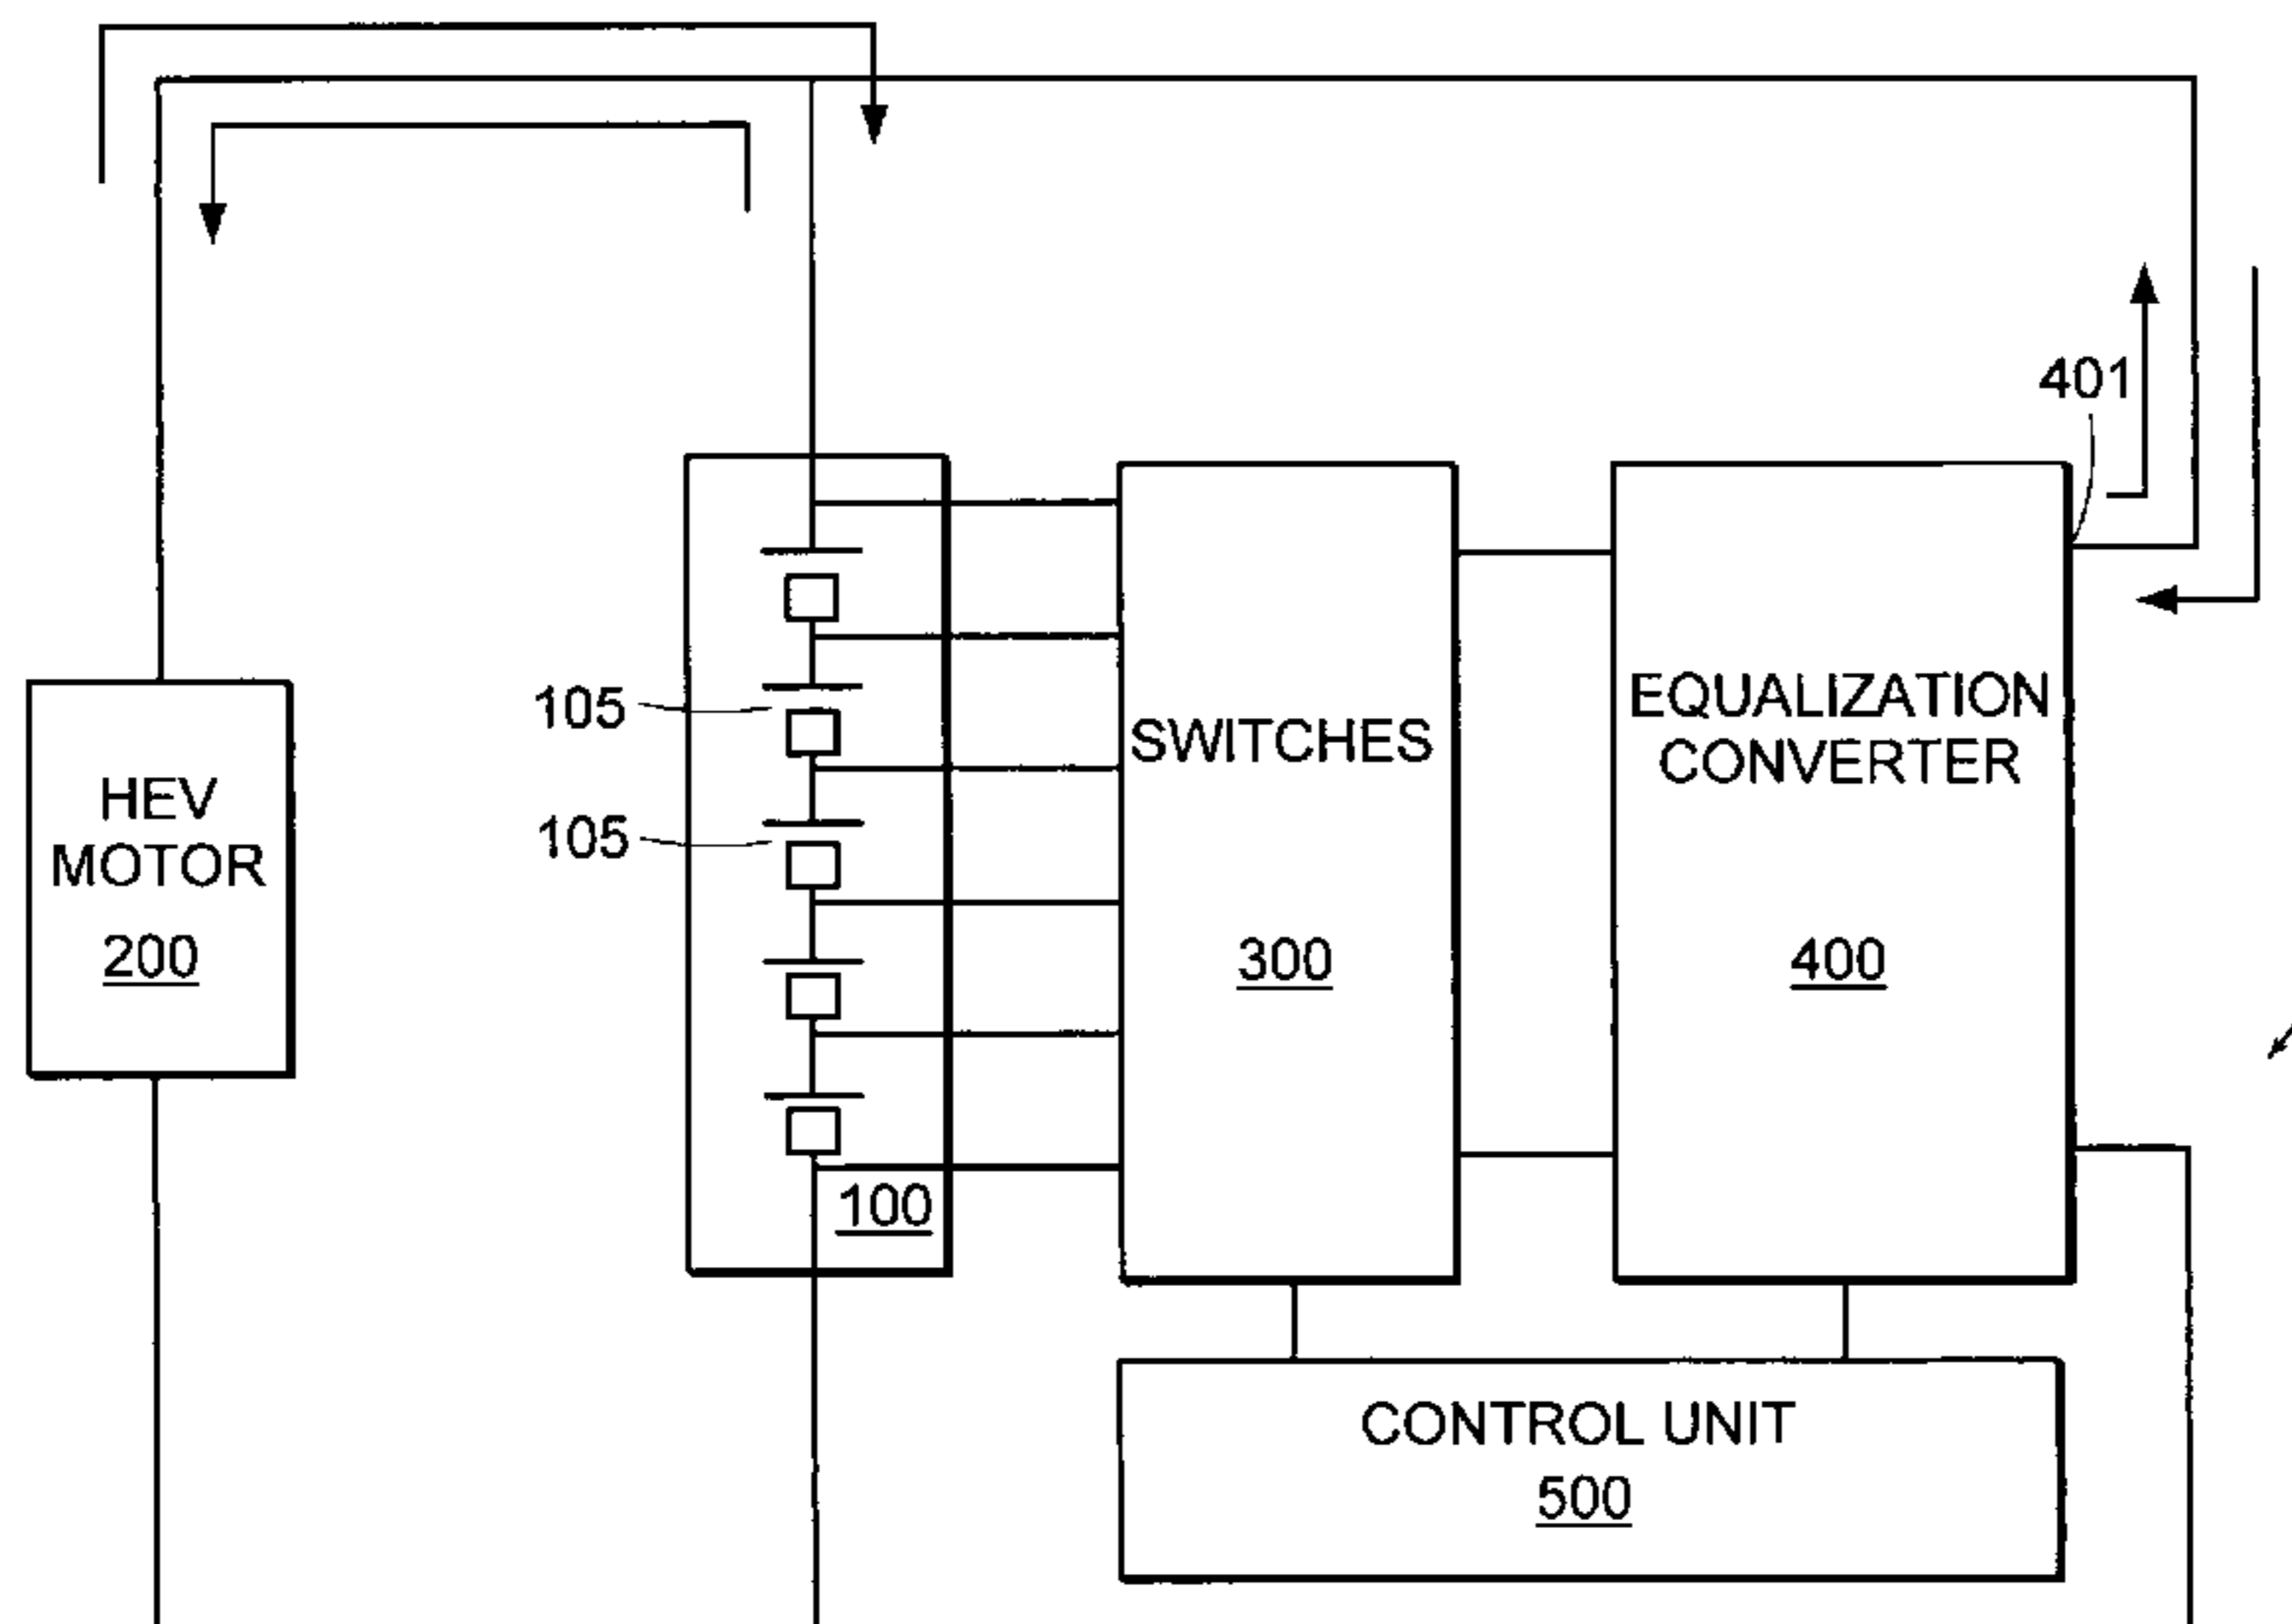 401
105
105
HEV
MOTOR
200
100
SWITCHES
300
EQUALIZATION
CONVERTER
400
CONTROL UNIT
500